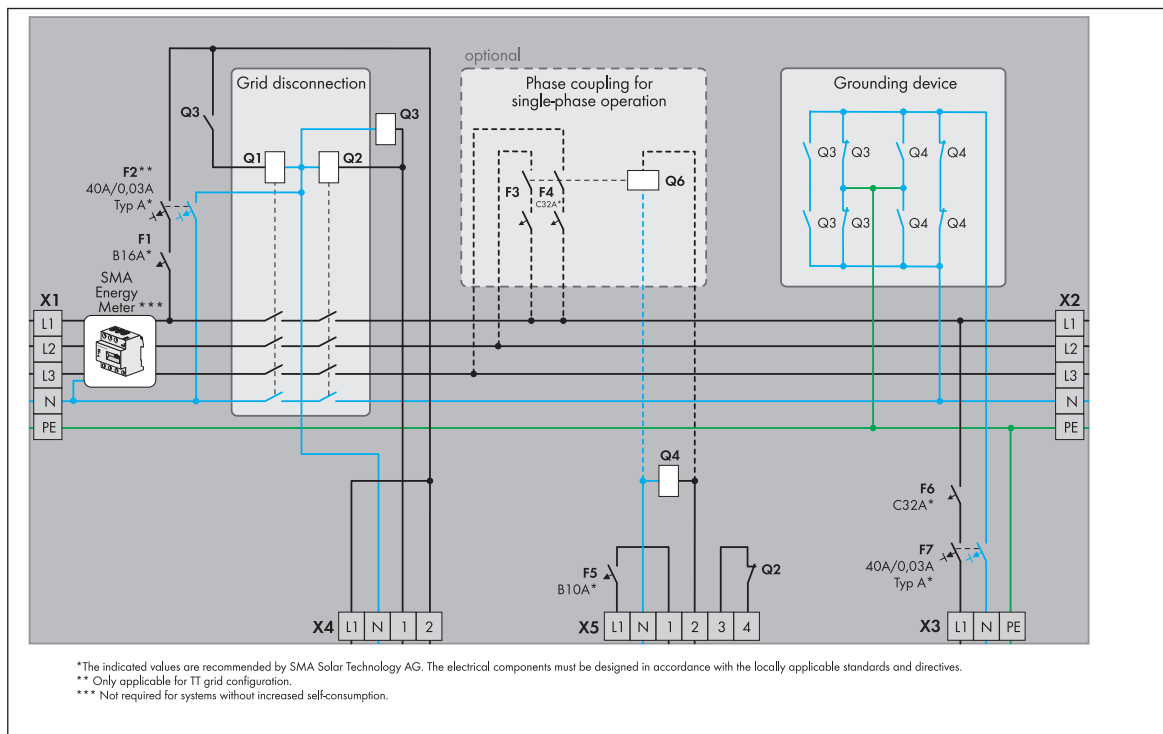 optional
Grid disconnection
Phase coupling for
single-phase operation
Grounding device
Q3
Q3
Q1
Q2
F2**
40A/0,03A
Typ A*
F1
B16A*
SMA
Energy
Meter ***
F3
F4
C32A*
Q6
Q3
Q3
Q4
Q4
Q3
Q3
Q4
Q4
X1
L1
L2
L3
N
PE
X2
L1
L2
L3
N
PE
Q4
F5
B10A*
Q2
F6
C32A*
F7
40A/0,03A
Typ A*
X4 L1 N 1 2
X5 L1 N 1 2 3 4
X3 L1 N PE
*The indicated values are recommended by SMA Solar Technology AG. The electrical components must be designed in accordance with the locally applicable standards and directives.
** Only applicable for TT grid configuration.
*** Not required for systems without increased self-consumption.